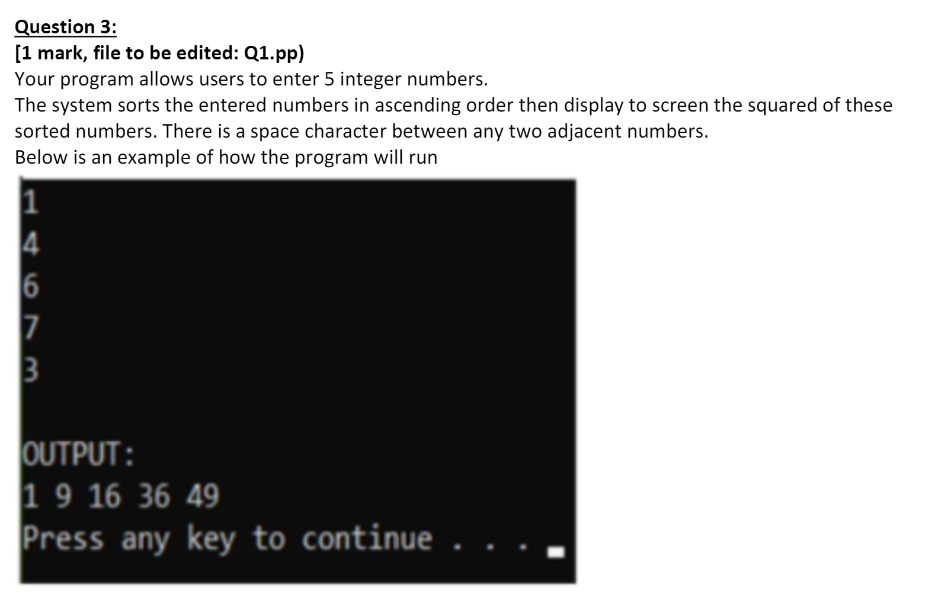 Question 3:
[1 mark, file to be edited: Q1.pp)
Your program allows users to enter 5 integer numbers.
The system sorts the entered numbers in ascending order then display to screen the squared of these
sorted numbers. There is a space character between any two adjacent numbers.
Below is an example of how the program will run
1
4
6
7
3
OUTPUT:
1 9 16 36 49
Press any key to continue . . .